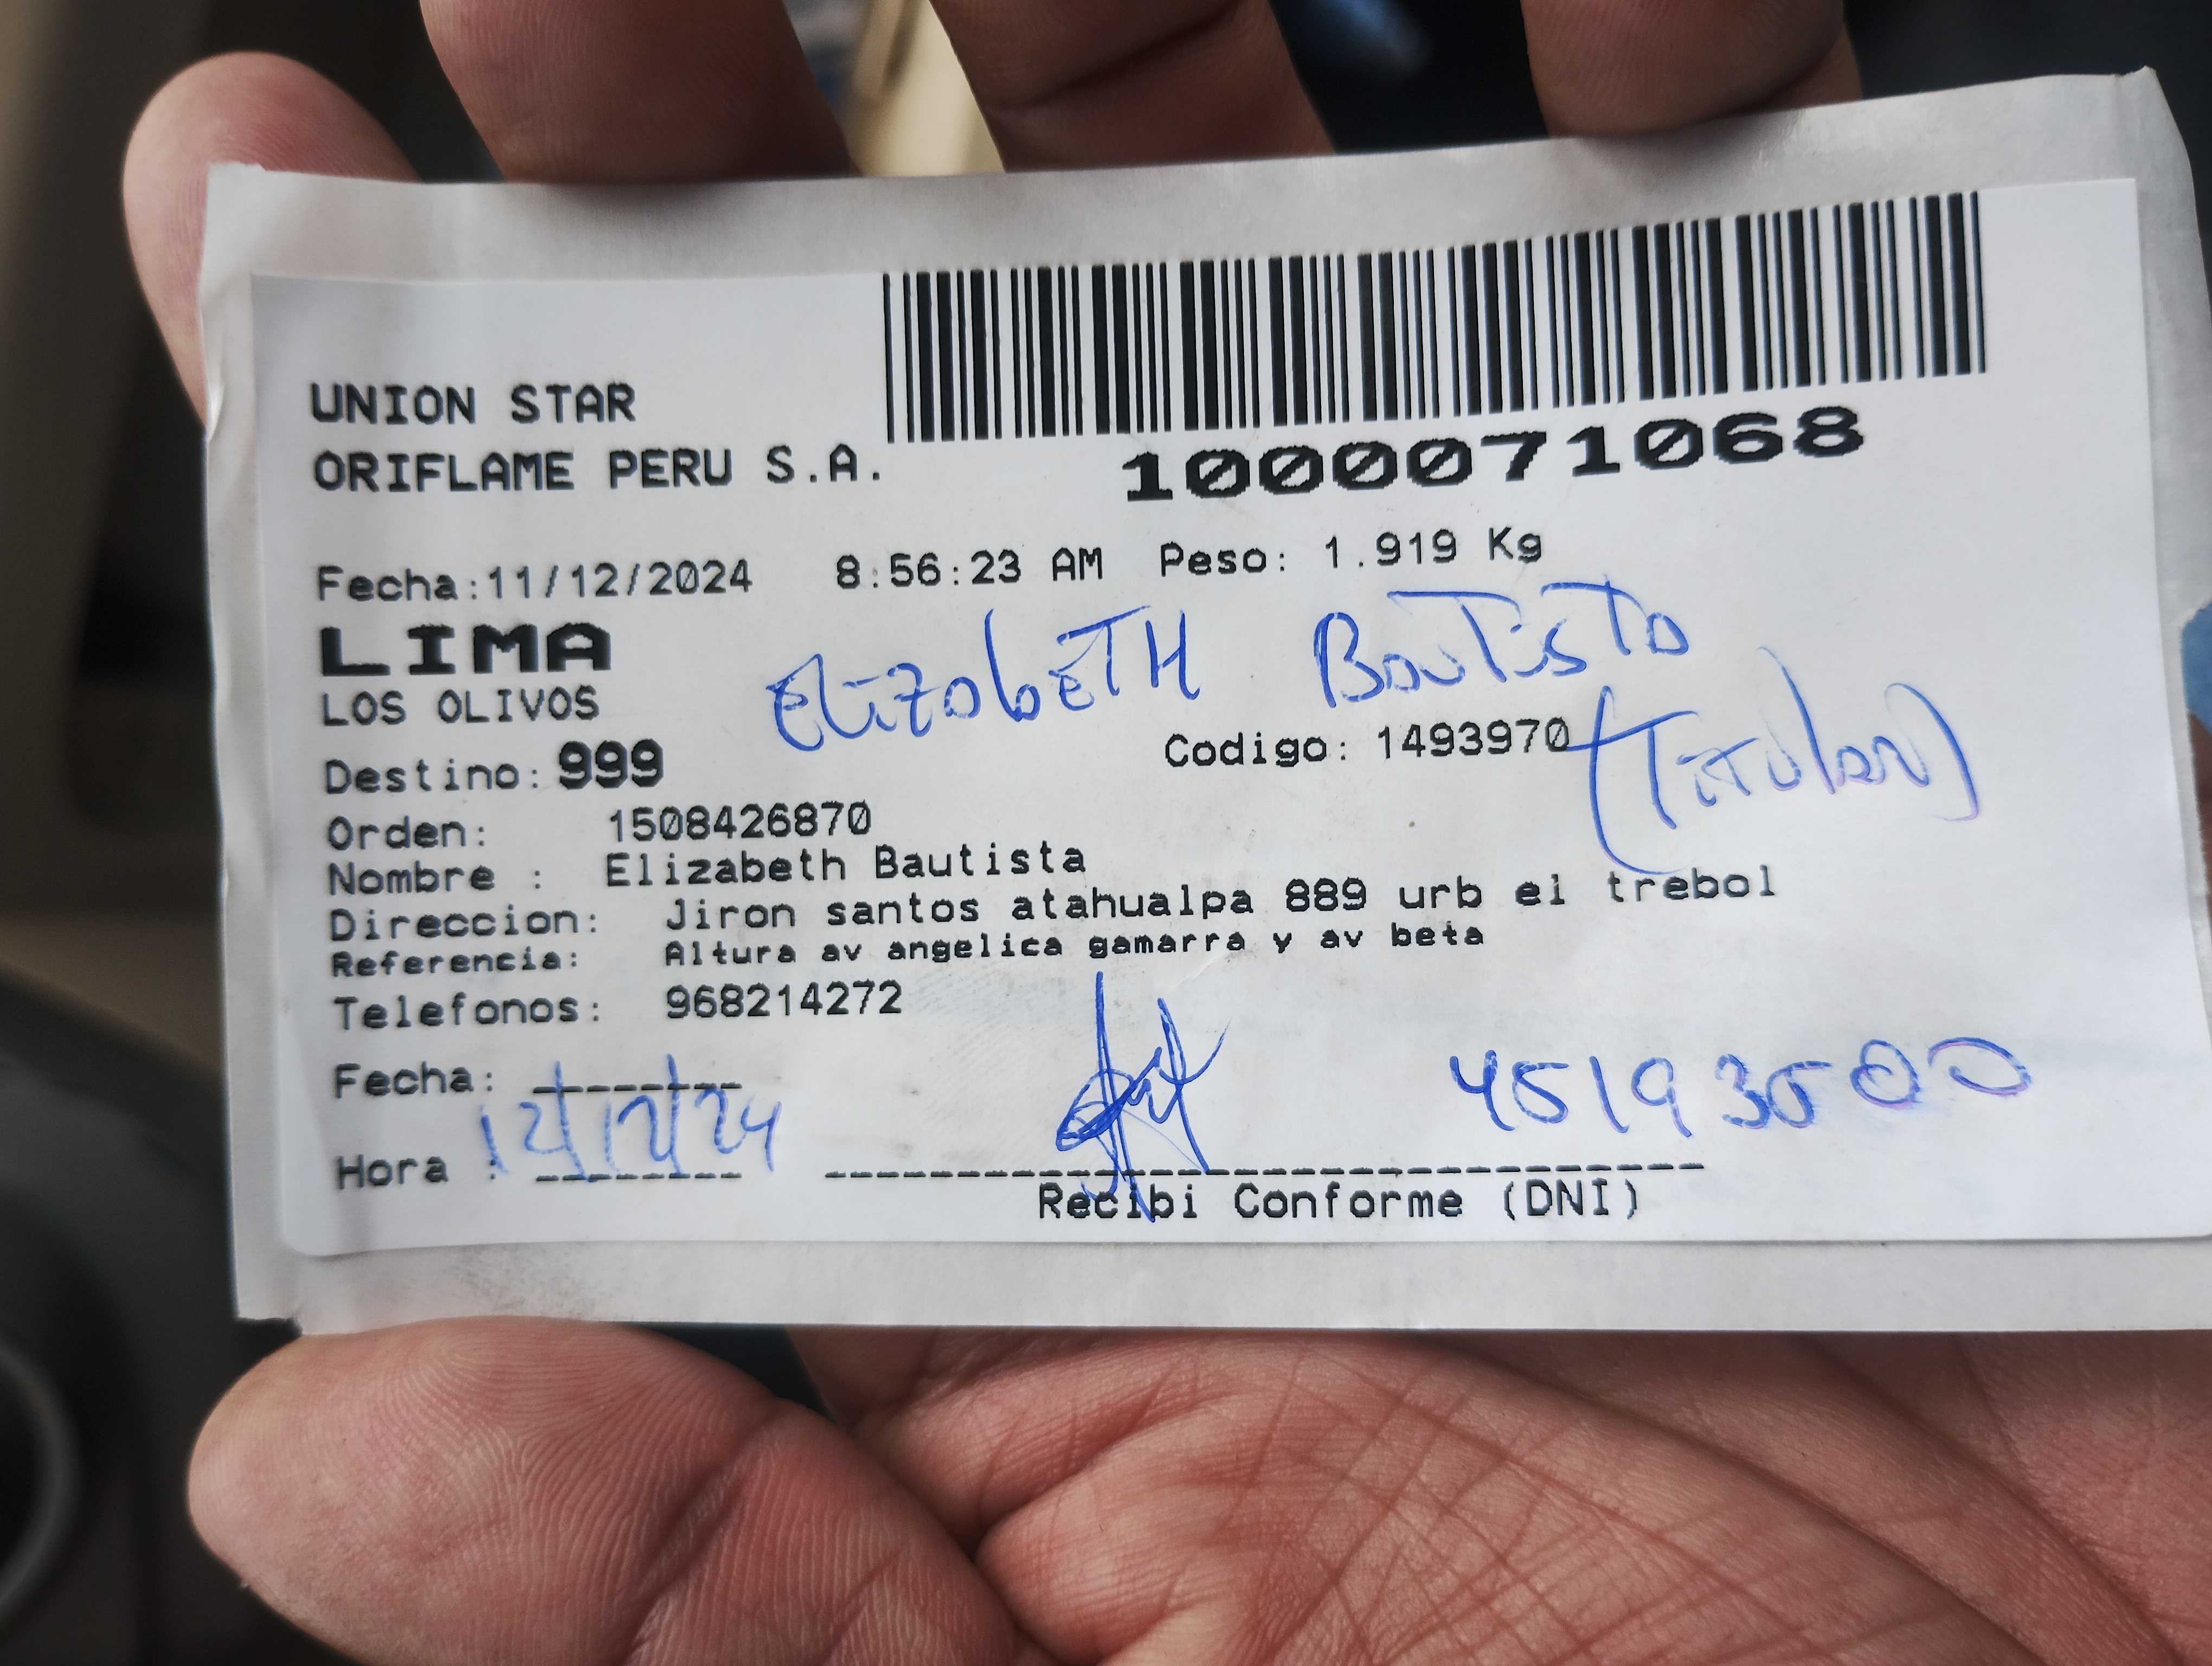 UNION STAR
ORIFLAME PERU S.A.
1000071068
Fecha:11/12/2024 8:56:23 AM Peso: 1.919 Kg
LIMA
LOS OLIVOS
ElizabETH BauTisTa
(Titular)
Destino: 999 Codigo: 1493970
Orden: 1508426870
Nombre : Elizabeth Bautista
Direccion: Jiron santos atahualpa 889 urb el trebol
Referencia: Altura av angelica gamarra y av beta
Telefonos: 968214272
Fecha: 12/12/24
45193500
Hora :
Recibi Conforme (DNI)